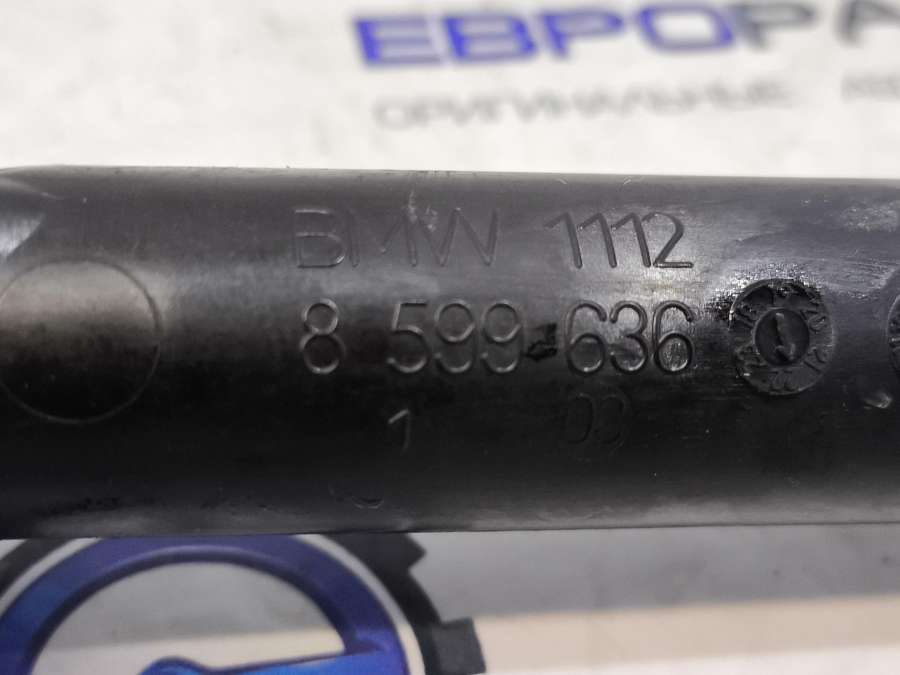 ЕВРОРА
ОРИГИНАЛЬНЫЕ
BMW 1112
8 599 636
1 03